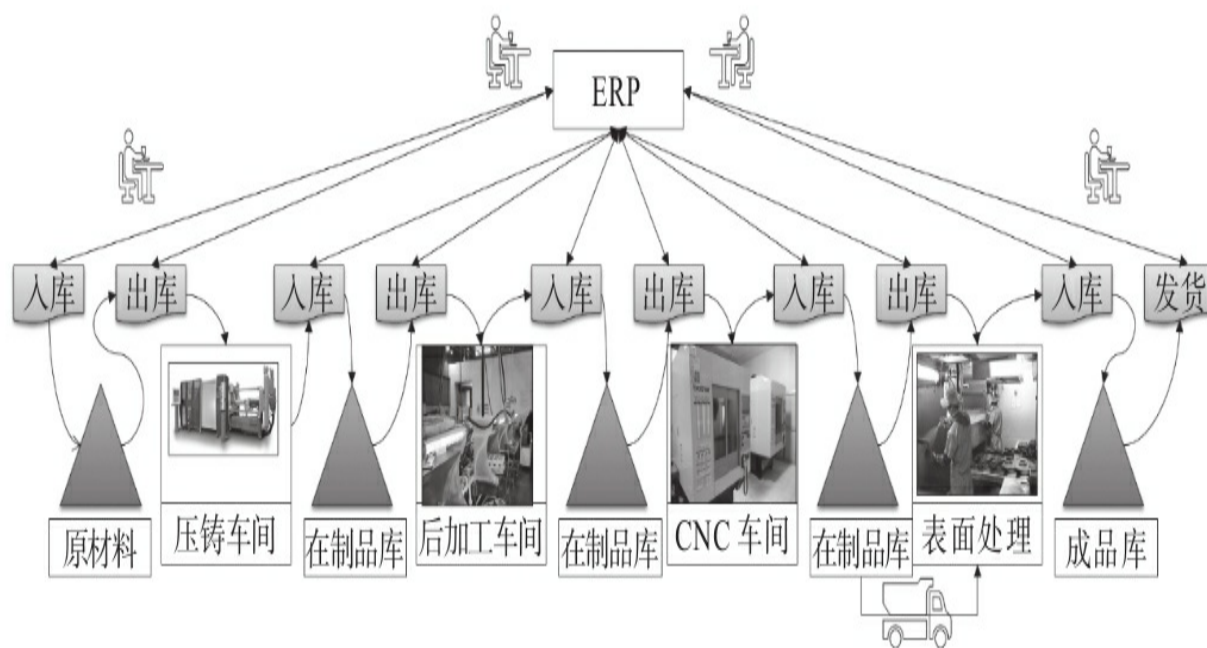 ERP
入库
出库
入库
出库
入库
出库
入库
出库
入库
发货
原材料
压铸车间
在制品库
后加工车间
在制品库
CNC 车间
在制品库
表面处理
成品库